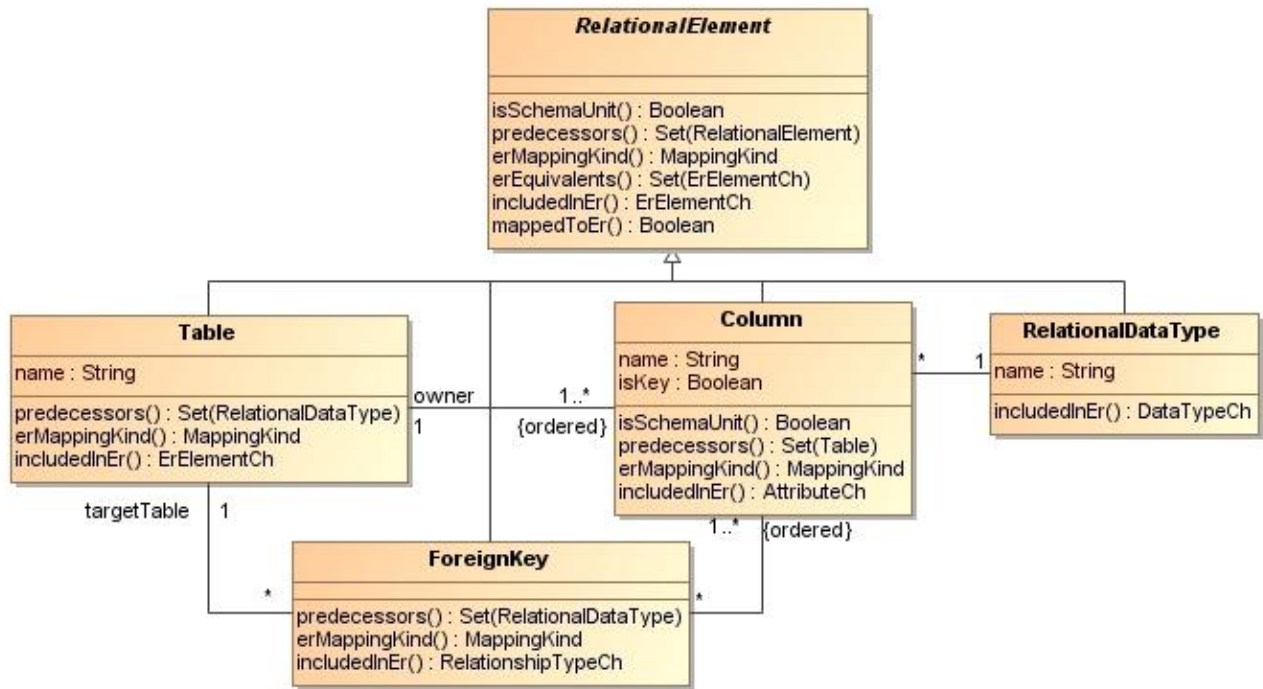 RelationalElement
isSchemaUnit() : Boolean
predecessors() : Set(RelationalElement)
erMappingKind() : MappingKind
erEquivalents() : Set(ErElementCh)
includedInEr() : ErElementCh
mappedToEr() : Boolean
Table
name : String
predecessors() : Set(RelationalDataType)
erMappingKind() : MappingKind
includedInEr() : ErElementCh
owner
1
1..*
{ordered}
Column
name : String
isKey : Boolean
isSchemaUnit() : Boolean
predecessors() : Set(Table)
erMappingKind() : MappingKind
includedInEr() : AttributeCh
*
1
RelationalDataType
name : String
includedInEr() : DataTypeCh
targetTable
1
*
1..*
{ordered}
*
ForeignKey
predecessors() : Set(RelationalDataType)
erMappingKind() : MappingKind
includedInEr() : RelationshipTypeCh